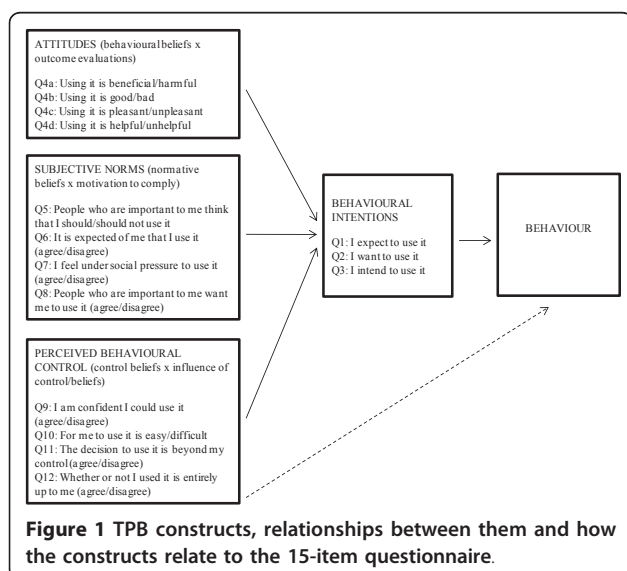 ATTITUDES (behavioural beliefs x
outcome evaluations)
Q4a: Using it is beneficial/harmful
Q4b: Using it is good/bad
Q4c: Using it is pleasant/unpleasant
Q4d: Using it is helpful/unhelpful
SUBJECTIVE NORMS (normative
beliefs x motivation to comply)
Q5: People who are important to me think
that I should/should not use it
Q6: It is expected of me that I use it
(agree/disagree)
Q7: I feel under social pressure to use it
(agree/disagree)
Q8: People who are important to me want
me to use it (agree/disagree)
PERCEIVED BEHAVIOURAL
CONTROL (control beliefs x influence of
control/beliefs)
Q9: I am confident I could use it
(agree/disagree)
Q10: For me to use it is easy/difficult
Q11: The decision to use it is beyond my
control (agree/disagree)
Q12: Whether or not I used it is entirely
up to me (agree/disagree)
BEHAVIOURAL
INTENTIONS
Q1: I expect to use it
Q2: I want to use it
Q3: I intend to use it
BEHAVIOUR
Figure 1 TPB constructs, relationships between them and how
the constructs relate to the 15-item questionnaire.